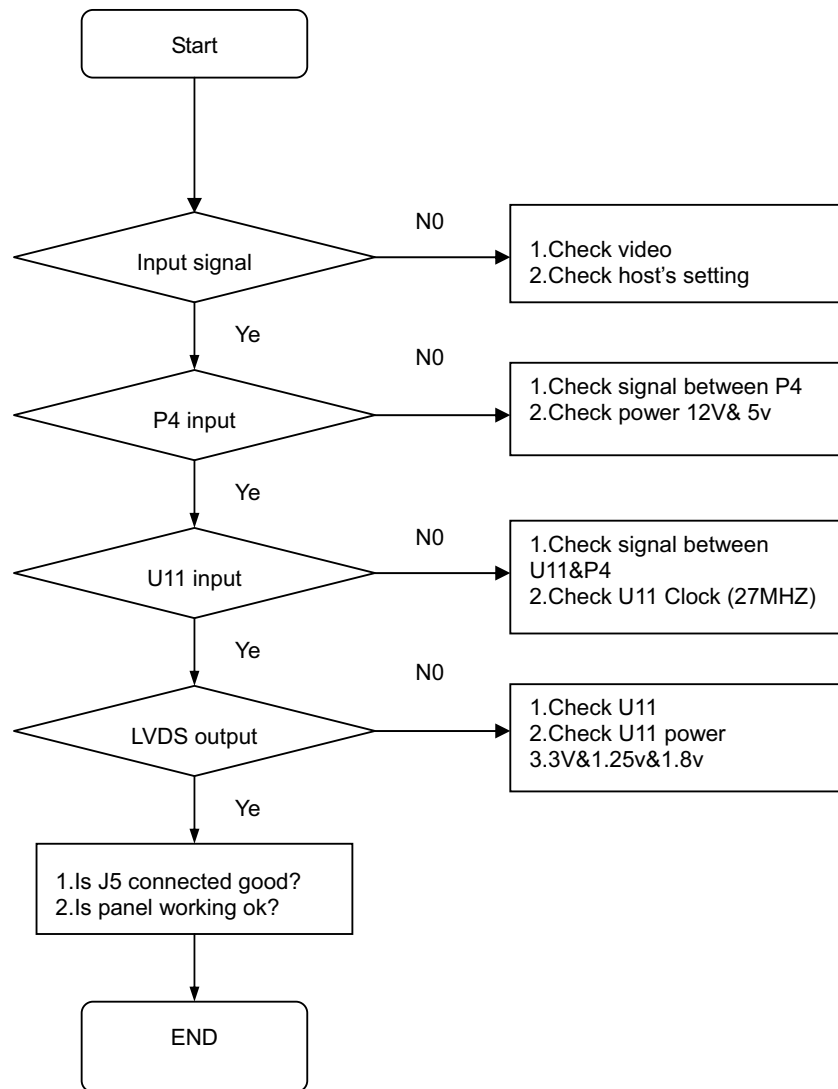 Start
Input signal
N0
1.Check video
2.Check host's setting
Ye
P4 input
N0
1.Check signal between P4
2.Check power 12V& 5v
Ye
U11 input
N0
1.Check signal between
U11&P4
2.Check U11 Clock (27MHZ)
Ye
LVDS output
N0
1.Check U11
2.Check U11 power
3.3V&1.25v&1.8v
Ye
1.Is J5 connected good?
2.Is panel working ok?
END